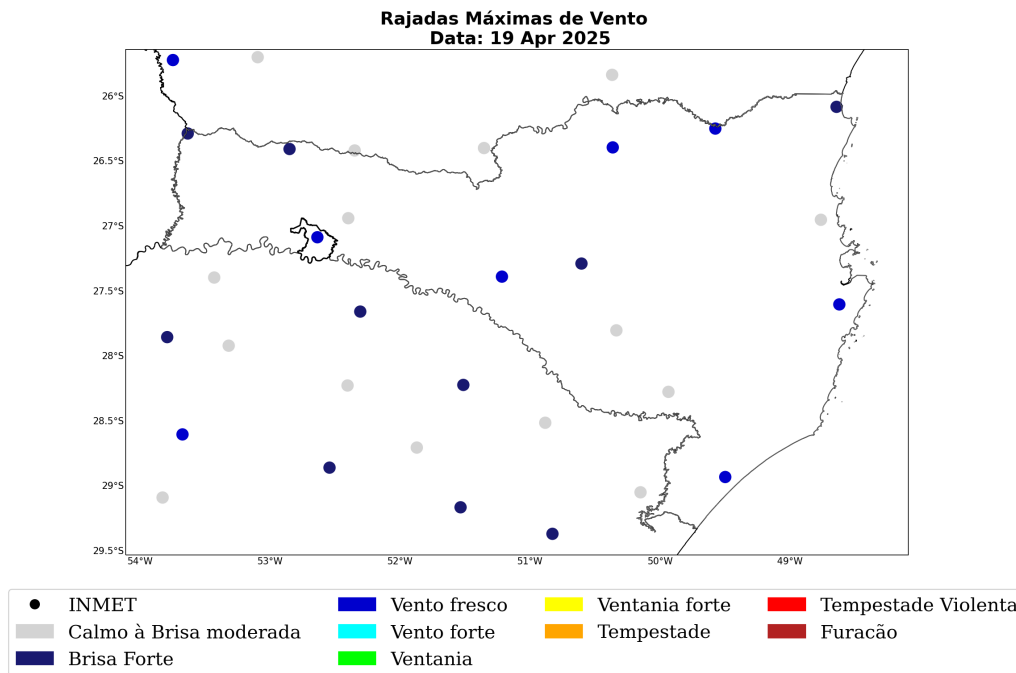 Rajadas Máximas de Vento
Data: 19 Apr 2025
26°S
26.5°S
27°S
27.5°S
28°S
28.5°S
29°S
29.5°S
54°W 53°W 52°W 51°W 50°W 49°W
INMET Vento fresco Ventania forte Tempestade Violenta
Calmo à Brisa moderada Vento forte Tempestade Furacão
Brisa Forte Ventania